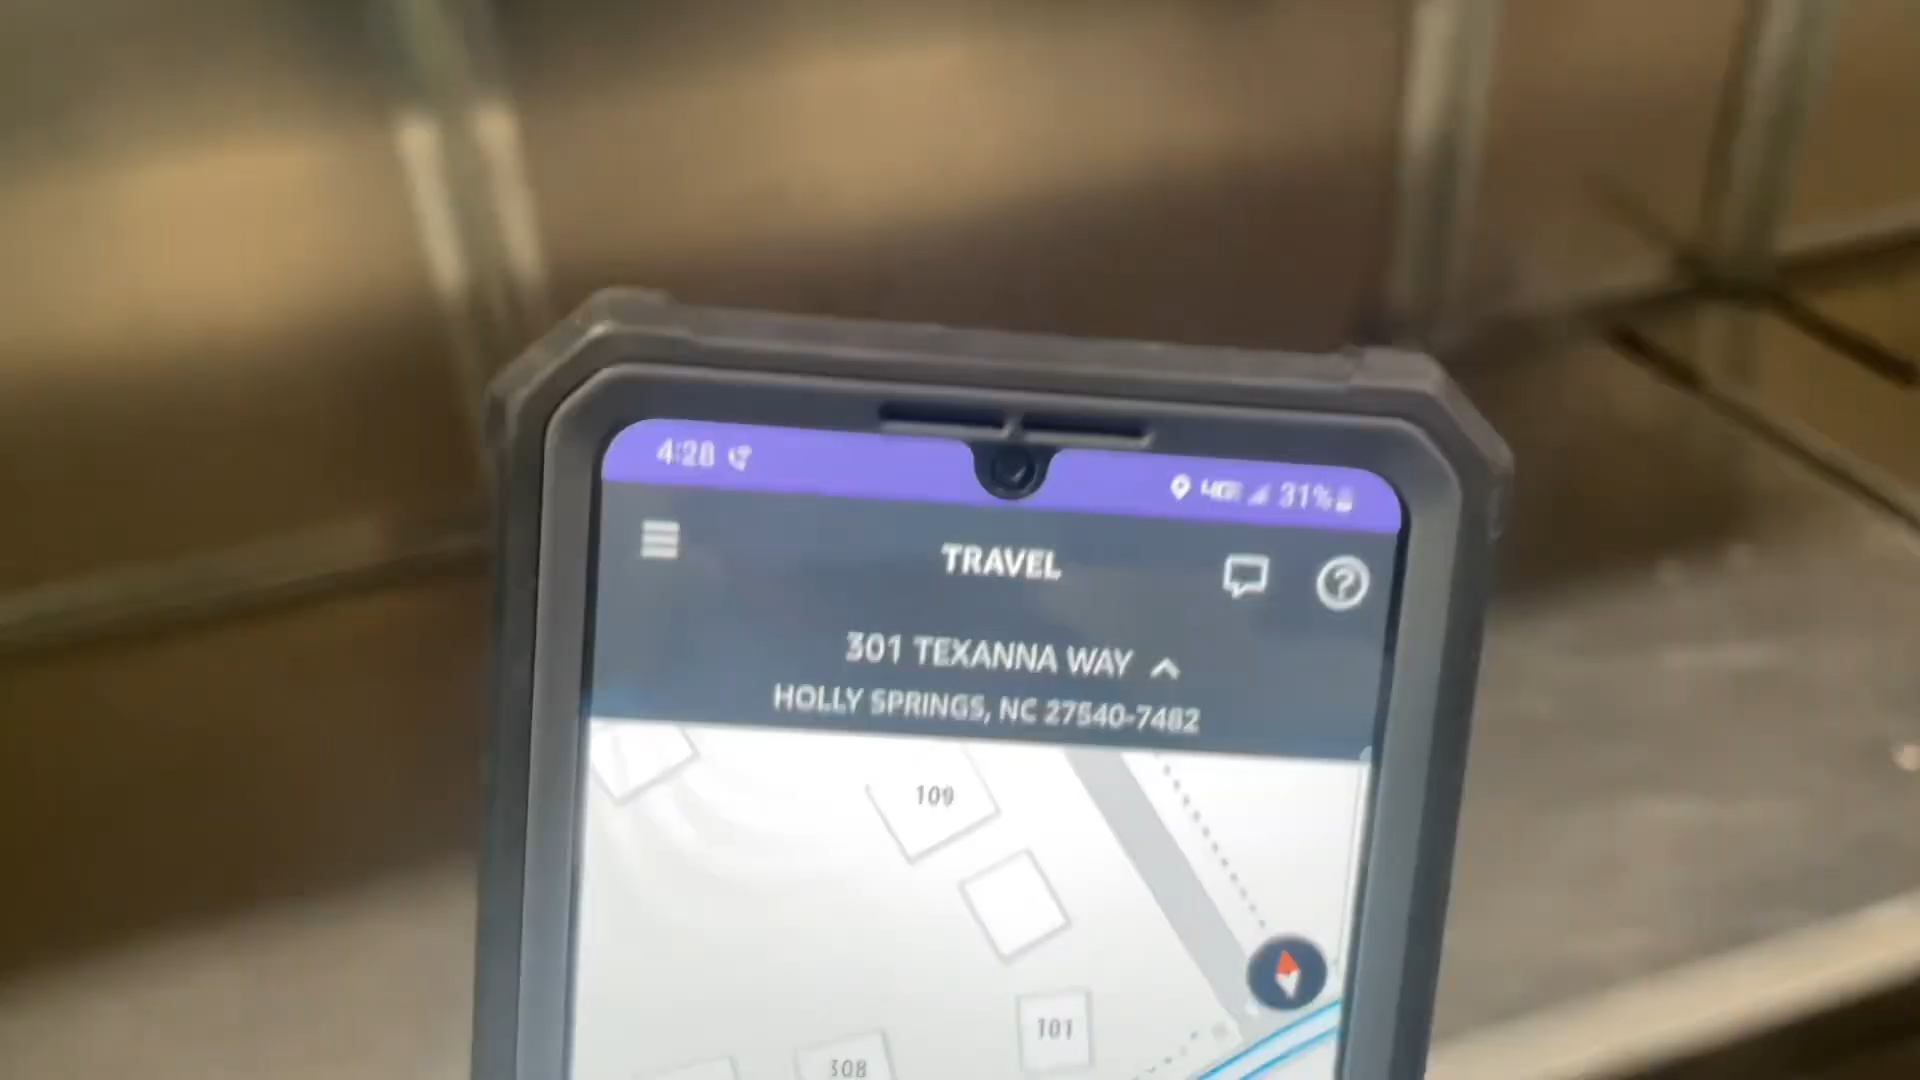 4:28
31%
TRAVEL
301 TEXANNA WAY
HOLLY SPRINGS, NC 27540-7482
109
101
308